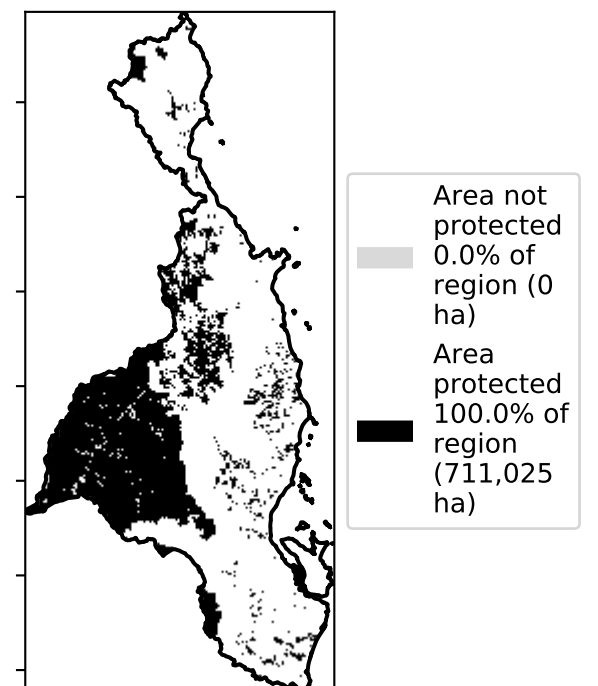 Area not
protected
0.0% of
region (0
ha)
Area
protected
100.0% of
region
(711,025
ha)